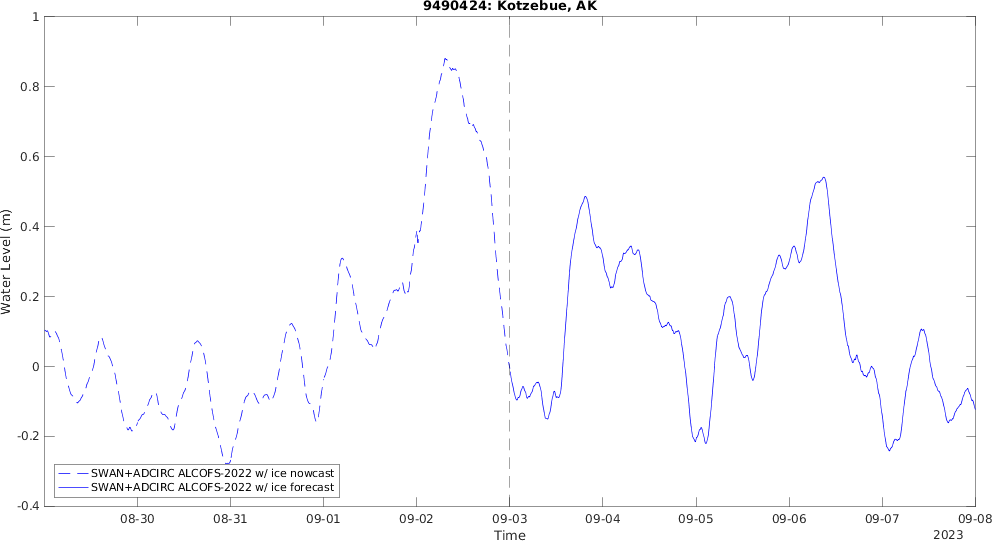 9490424: Kotzebue, AK
1
0.8
0.6
0.4
0.2
0
-0.2
-0.4
Water Level (m)
SWAN+ADCIRC ALCOFS-2022 w/ ice nowcast
SWAN+ADCIRC ALCOFS-2022 w/ ice forecast
08-30 08-31 09-01 09-02 09-03 09-04 09-05 09-06 09-07 09-08
Time
2023